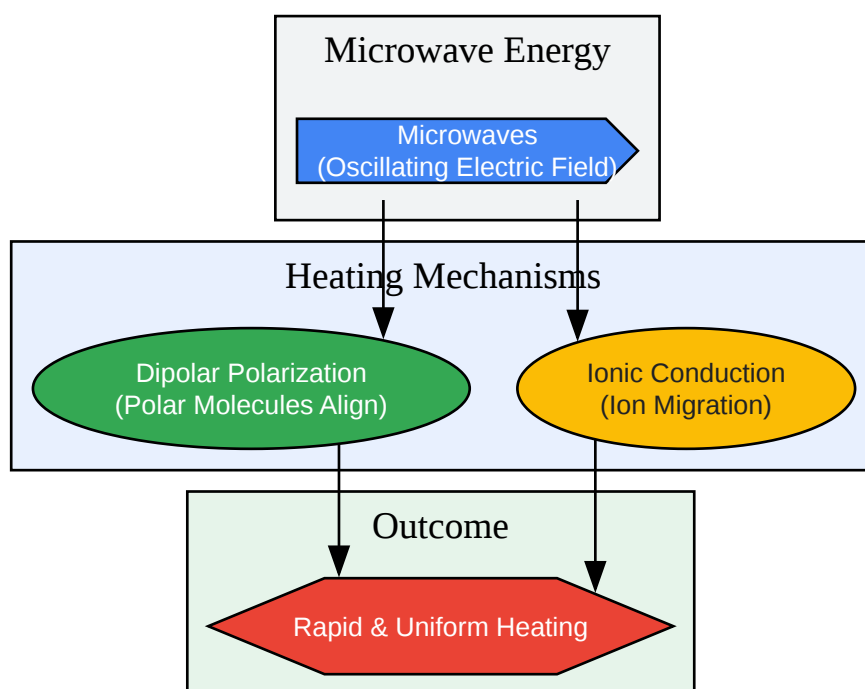 Microwave Energy
Microwaves
(Oscillating Electric Field)
Heating Mechanisms
Dipolar Polarization
(Polar Molecules Align)
Ionic Conduction
(Ion Migration)
Outcome
Rapid & Uniform Heating